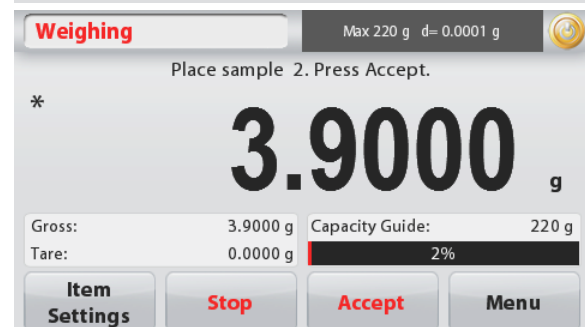 Weighing
Max 220 g d= 0.0001 g
Place sample 2. Press Accept.
*
3.9000 g
Gross: 3.9000 g
Capacity Guide: 220 g
Tare: 0.0000 g
2%
Item
Settings
Stop
Accept
Menu